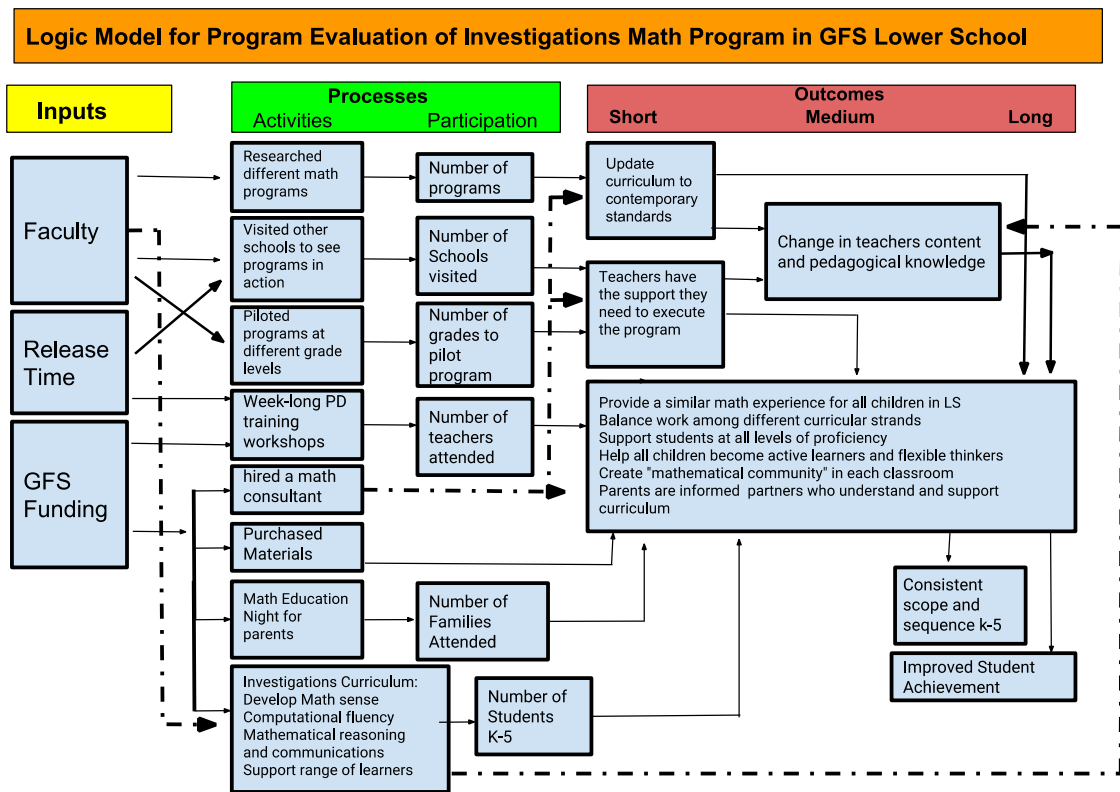 Logic Model for Program Evaluation of Investigations Math Program in GFS Lower School
Inputs
Processes
Activities
Participation
Outcomes
Short
Medium
Long
Faculty
Release
Time
GFS
Funding
Researched
different math
programs
Visited other
schools to see
programs in
action
Piloted
programs at
different grade
levels
Week-long PD
training
workshops
hired a math
consultant
Purchased
Materials
Math Education
Night for
parents
Investigations Curriculum:
Develop Math sense
Computational fluency
Mathematical reasoning
and communications
Support range of learners
Number of
programs
Number of
Schools
visited
Number of
grades to
pilot
program
Number of
teachers
attended
Number of
Families
Attended
Number of
Students
K-5
Update
curriculum to
contemporary
standards
Teachers have
the support they
need to execute
the program
Change in teachers content
and pedagogical knowledge
Provide a similar math experience for all children in LS
Balance work among different curricular strands
Support students at all levels of proficiency
Help all children become active learners and flexible thinkers
Create "mathematical community" in each classroom
Parents are informed partners who understand and support
curriculum
Consistent
scope and
sequence k-5
Improved Student
Achievement